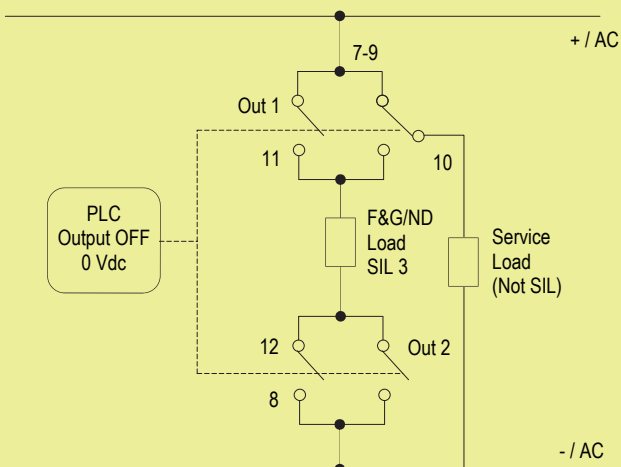 + / AC
7-9
Out 1
11
10
PLC
Output OFF
0 Vdc
F&G/ND
Load
SIL 3
Service
Load
(Not SIL)
12
Out 2
8
- / AC